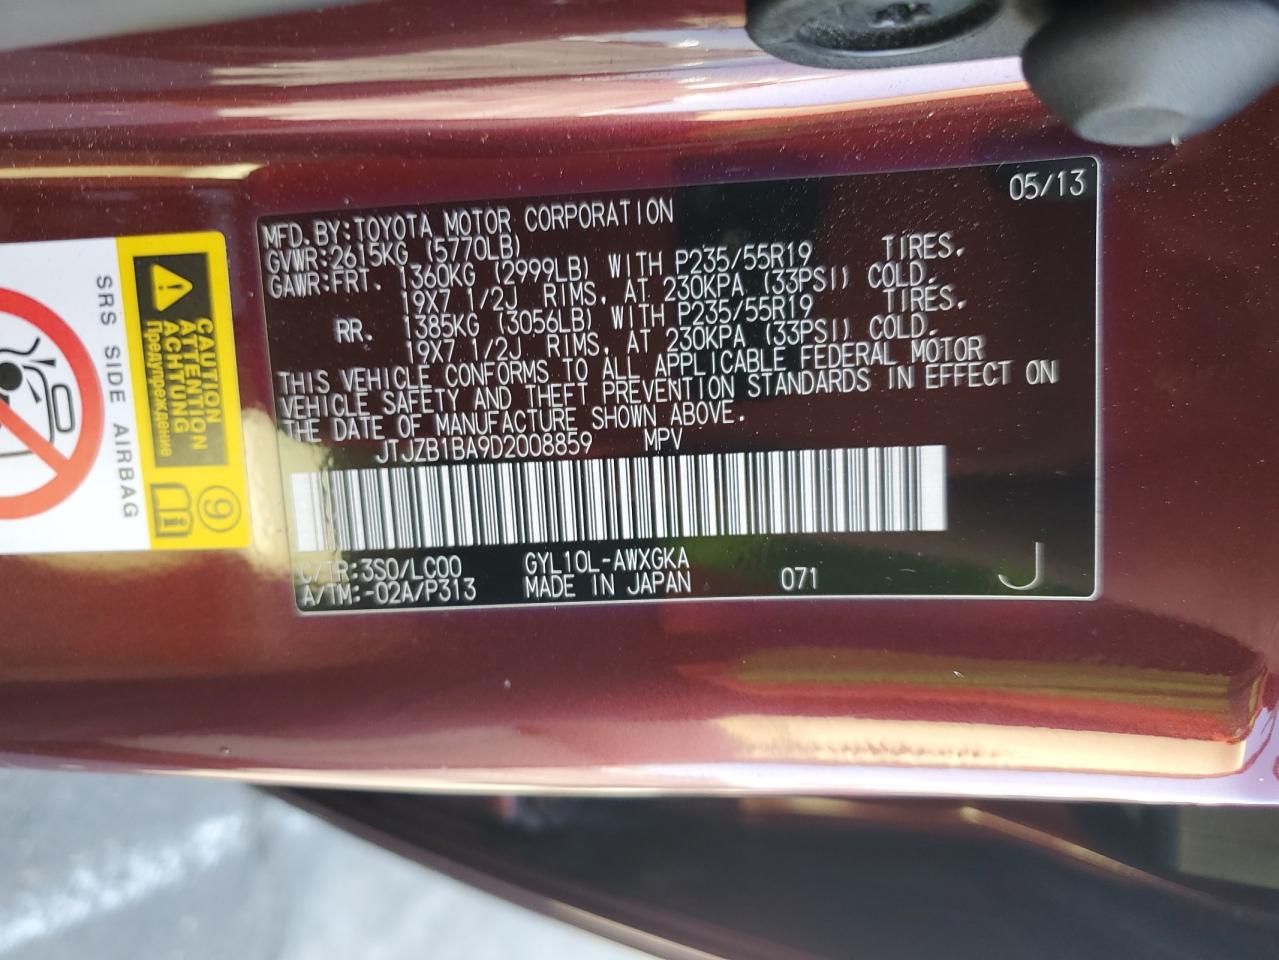 05/13
MFD. BY: TOYOTA MOTOR CORPORATION
GVWR: 2615KG (5770LB)
GAWR: FRT. 1360KG (2999LB) WITH P235/55R19 TIRES,
19X7 1/2J RIMS, AT 230KPA (33PSI) COLD.
RR. 1385KG (3056LB) WITH P235/55R19 TIRES,
19X7 1/2J RIMS, AT 230KPA (33PSI) COLD.
THIS VEHICLE CONFORMS TO ALL APPLICABLE FEDERAL MOTOR
VEHICLE SAFETY AND THEFT PREVENTION STANDARDS IN EFFECT ON
THE DATE OF MANUFACTURE SHOWN ABOVE.
JTJZB1BA9D2008859 MPV
C/TR: 3S0/LC00 GYL10L-AWXGKA
A/TM: -02A/P313 MADE IN JAPAN 071
J
CAUTION
ATTENTION
ACHTUNG
Предупреждение
9
SRS SIDE AIRBAG